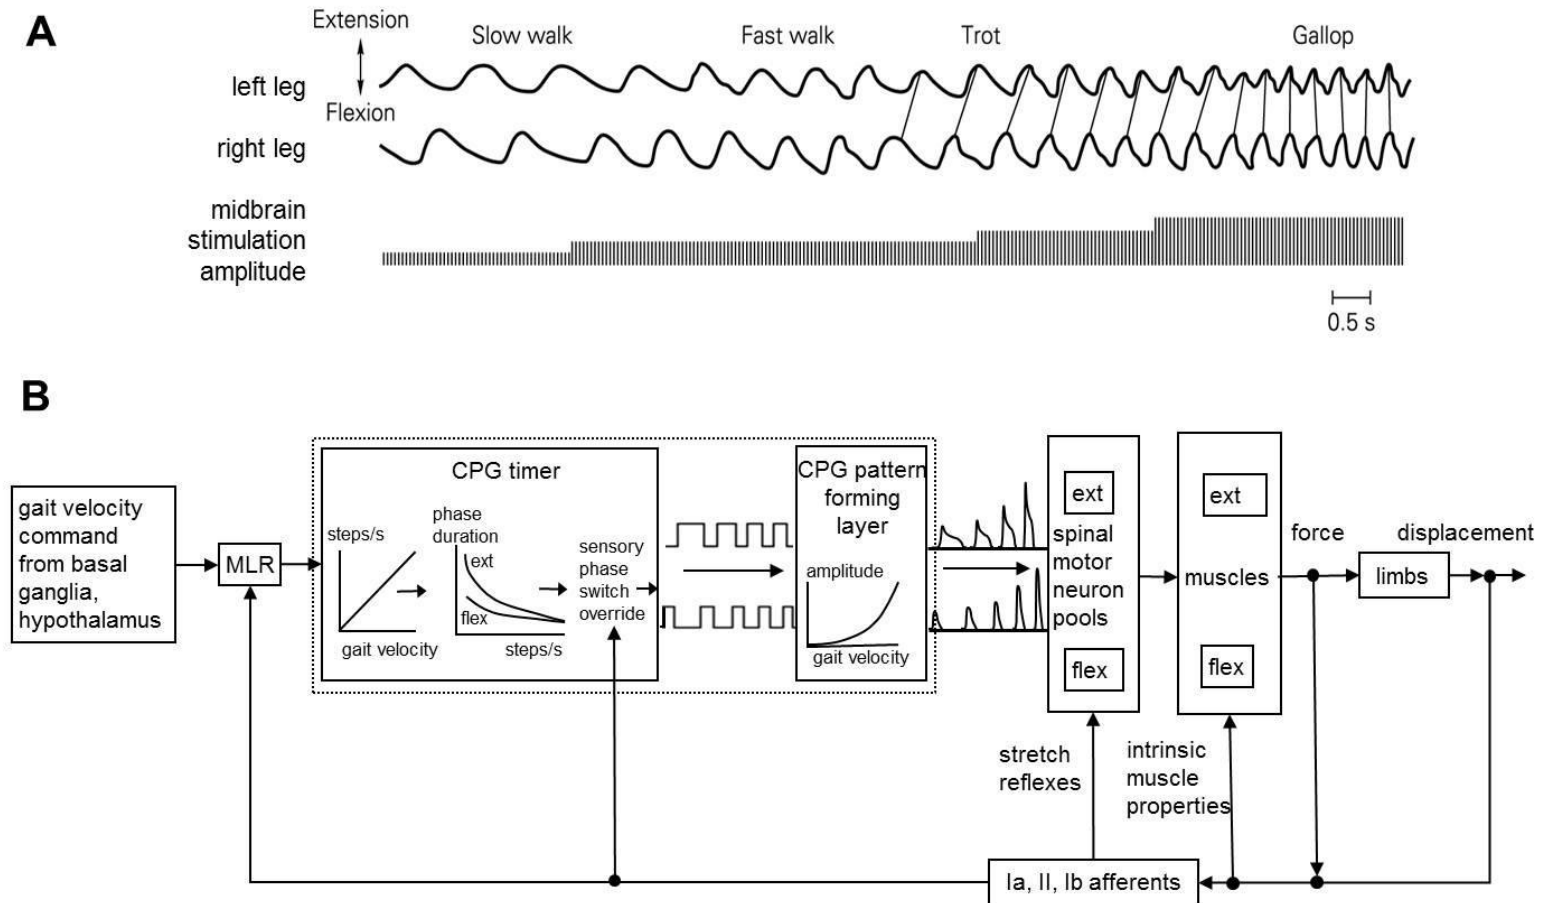 A
Extension
Slow walk
Fast walk
Trot
Gallop
left leg
Flexion
right leg
midbrain
stimulation
amplitude
0.5 s
B
gait velocity
command
from basal
ganglia,
hypothalamus
MLR
CPG timer
steps/s
gait velocity
phase
duration
ext
flex
steps/s
sensory
phase
switch
override
CPG pattern
forming
layer
amplitude
gait velocity
ext
spinal
motor
neuron
pools
flex
ext
muscles
flex
force
displacement
limbs
stretch
reflexes
intrinsic
muscle
properties
Ia, II, Ib afferents